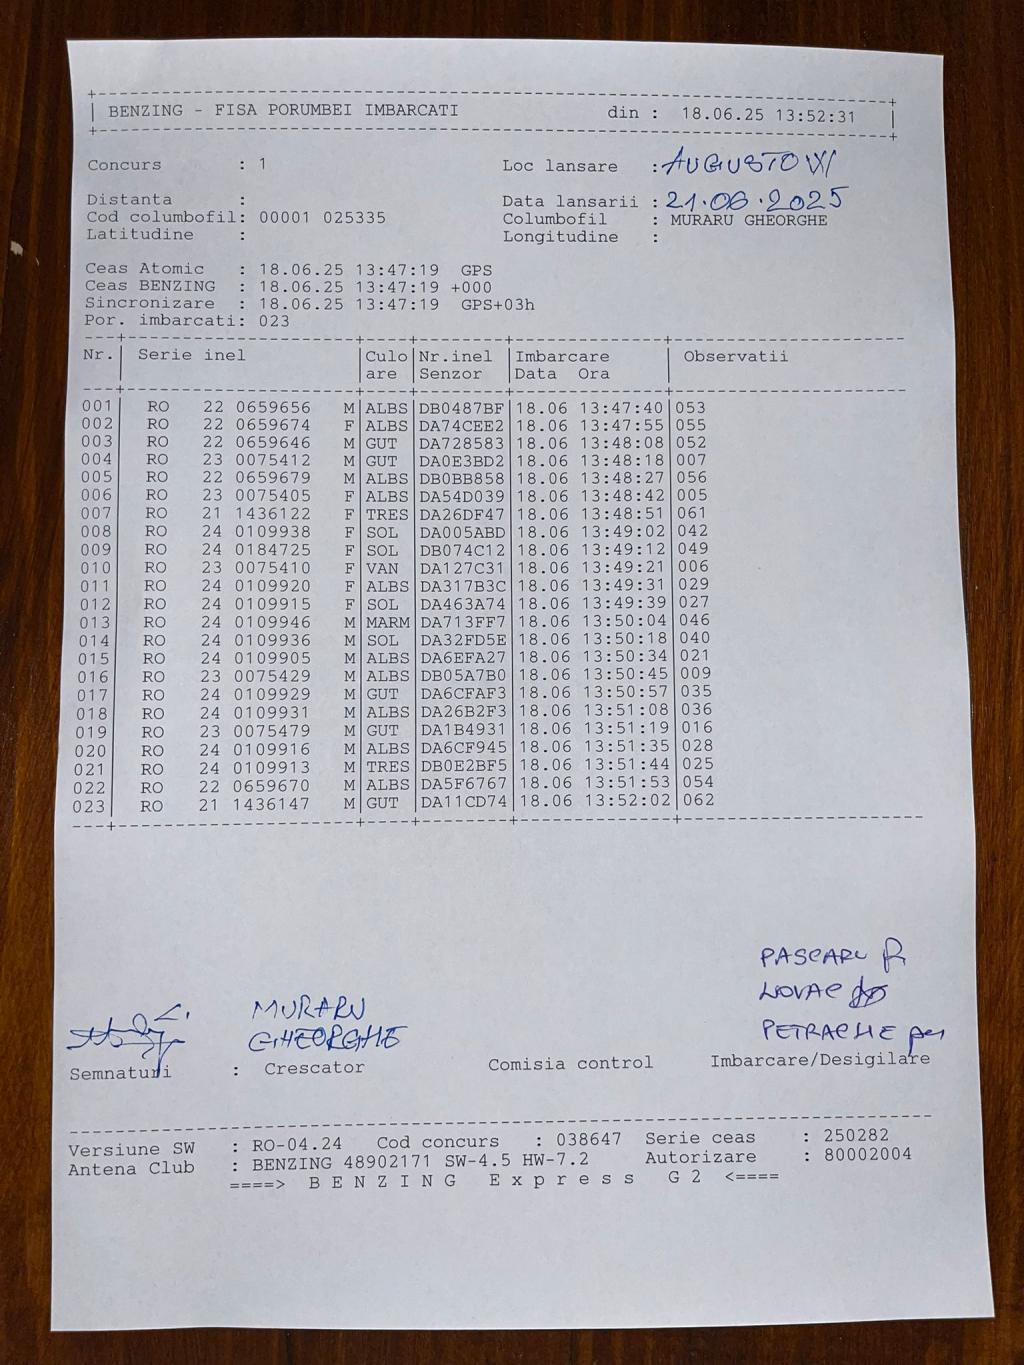 BENZING - FISA PORUMBEI IMBARCATI din : 18.06.25 13:52:31
Concurs : 1 Loc lansare : AUGUSTOW
Distanta : Data lansarii : 21.06.2025
Cod columbofil: 00001 025335 Columbofil : MURARU GHEORGHE
Latitudine : Longitudine :
Ceas Atomic : 18.06.25 13:47:19 GPS
Ceas BENZING : 18.06.25 13:47:19 +000
Sincronizare : 18.06.25 13:47:19 GPS+03h
Por. imbarcati: 023
Nr. Serie inel Culo Nr.inel Imbarcare Observatii
are Senzor Data Ora
001 RO 22 0659656 M ALBS DB0487BF 18.06 13:47:40 053
002 RO 22 0659674 F ALBS DA74CEE2 18.06 13:47:55 055
003 RO 22 0659646 M GUT DA728583 18.06 13:48:08 052
004 RO 23 0075412 M GUT DA0E3BD2 18.06 13:48:18 007
005 RO 22 0659679 M ALBS DB0BB858 18.06 13:48:27 056
006 RO 23 0075405 F ALBS DA54D039 18.06 13:48:42 005
007 RO 21 1436122 F TRES DA26DF47 18.06 13:48:51 061
008 RO 24 0109938 F SOL DA005ABD 18.06 13:49:02 042
009 RO 24 0184725 F SOL DB074C12 18.06 13:49:12 049
010 RO 23 0075410 F VAN DA127C31 18.06 13:49:21 006
011 RO 24 0109920 F ALBS DA317B3C 18.06 13:49:31 029
012 RO 24 0109915 F SOL DA463A74 18.06 13:49:39 027
013 RO 24 0109946 M MARM DA713FF7 18.06 13:50:04 046
014 RO 24 0109936 M SOL DA32FD5E 18.06 13:50:18 040
015 RO 24 0109905 M ALBS DA6EFA27 18.06 13:50:34 021
016 RO 23 0075429 M ALBS DB05A7B0 18.06 13:50:45 009
017 RO 24 0109929 M GUT DA6CFAF3 18.06 13:50:57 035
018 RO 24 0109931 M ALBS DA26B2F3 18.06 13:51:08 036
019 RO 23 0075479 M GUT DA1B4931 18.06 13:51:19 016
020 RO 24 0109916 M ALBS DA6CF945 18.06 13:51:35 028
021 RO 24 0109913 M TRES DB0E2BF5 18.06 13:51:44 025
022 RO 22 0659670 M ALBS DA5F6767 18.06 13:51:53 054
023 RO 21 1436147 M GUT DA11CD74 18.06 13:52:02 062
PASCARU
NOVAC
MURARU
GHEORGHE
PETRACHE
Semnaturi : Crescator Comisia control Imbarcare/Desigilare
Versiune SW : RO-04.24 Cod concurs : 038647 Serie ceas : 250282
Antena Club : BENZING 48902171 SW-4.5 HW-7.2 Autorizare : 80002004
====> B E N Z I N G E x p r e s s G 2 <====